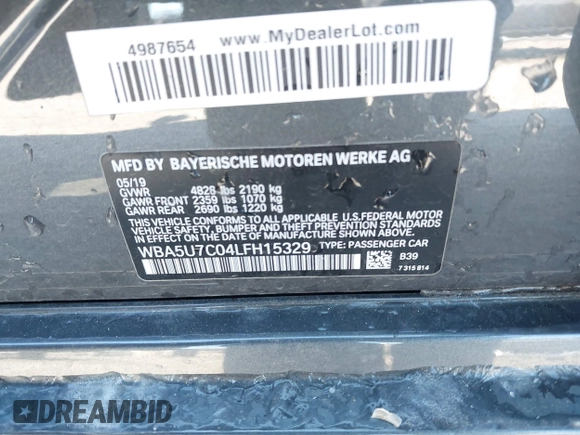 4987654 www.MyDealerLot.com
MFD BY BAYERISCHE MOTOREN WERKE AG
05/19
GVWR 4828 lbs 2190 kg
GAWR FRONT 2359 lbs 1070 kg
GAWR REAR 2690 lbs 1220 kg
THIS VEHICLE CONFORMS TO ALL APPLICABLE U.S.FEDERAL MOTOR
VEHICLE SAFETY, BUMPER, AND THEFT PREVENTION STANDARDS
IN EFFECT ON THE DATE OF MANUFACTURE SHOWN ABOVE.
WBA5U7C04LFH15329 TYPE: PASSENGER CAR
B39
7 315 814
DREAMBID